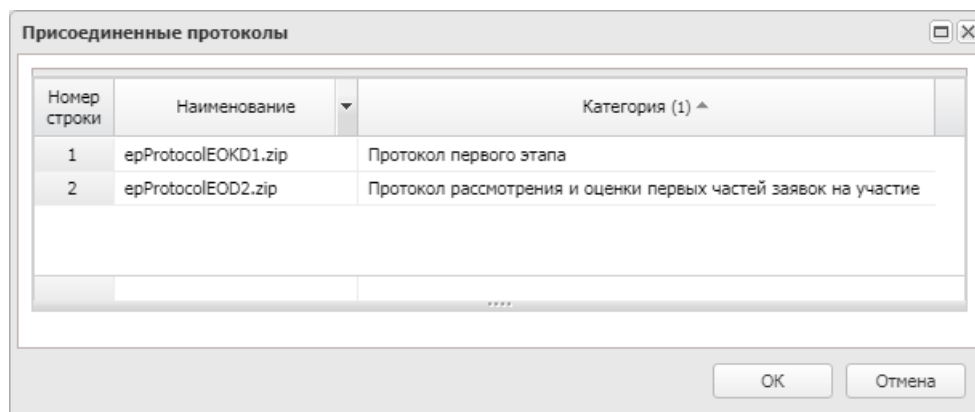 Присоединенные протоколы
Номер строки Наименование Категория (1)
1 epProtocolEOKD1.zip Протокол первого этапа
2 epProtocolEOD2.zip Протокол рассмотрения и оценки первых частей заявок на участие
OK Отмена